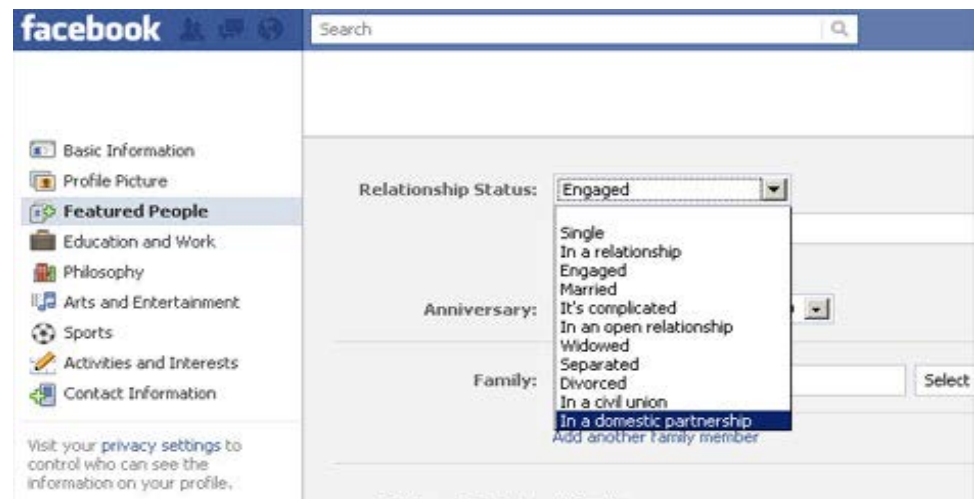 facebook
Search
Basic Information
Profile Picture
Featured People
Education and Work
Philosophy
Arts and Entertainment
Sports
Activities and Interests
Contact Information
Visit your privacy settings to
control who can see the
information on your profile.
Relationship Status:
Engaged
Single
In a relationship
Engaged
Married
It's complicated
In an open relationship
Widowed
Separated
Divorced
In a civil union
In a domestic partnership
Anniversary:
Family:
Select
Add another family member